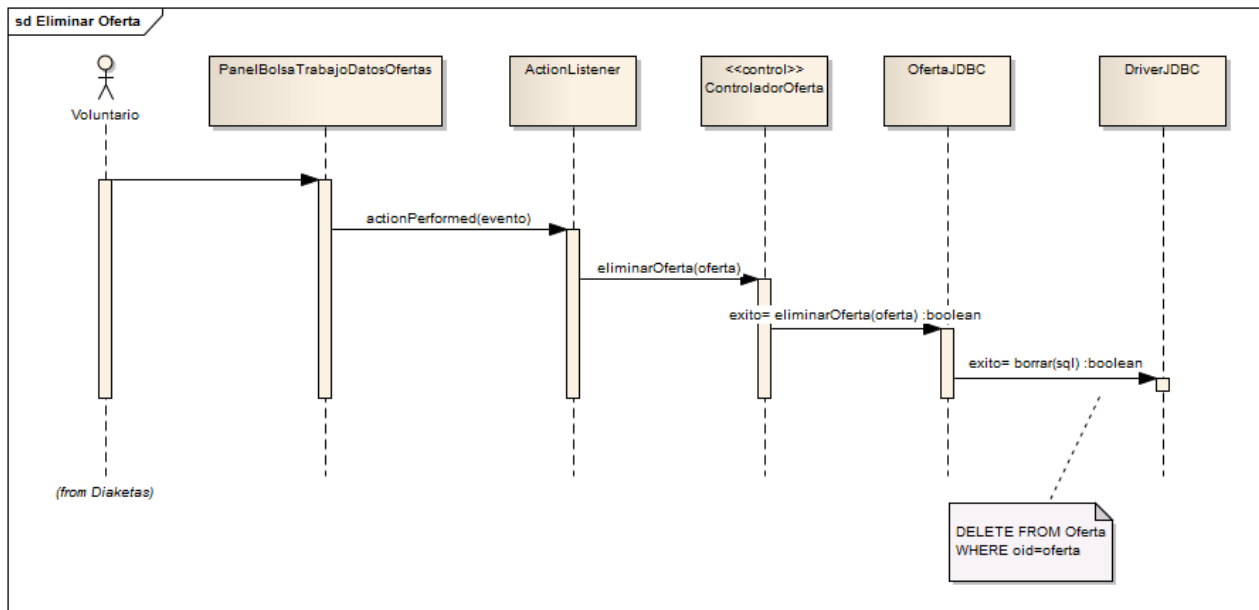 sd Eliminar Oferta
Voluntario
PanelBolsaTrabajoDatosOfertas
ActionListener
<<control>>
ControladorOferta
OfertaJDBC
DriverJDBC
actionPerformed(evento)
eliminarOferta(oferta)
exito= eliminarOferta(oferta) :boolean
exito= borrar(sql) :boolean
(from Diaketas)
DELETE FROM Oferta
WHERE oid=oferta